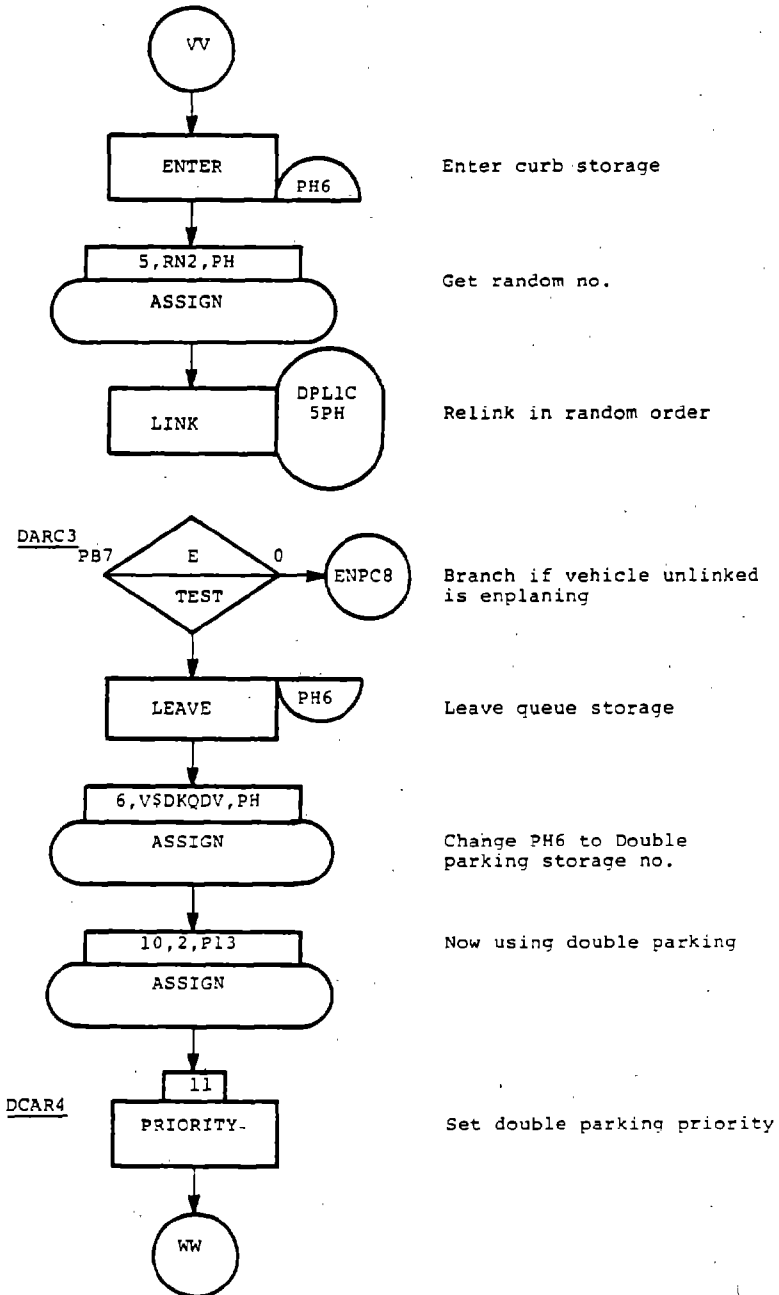 VV
ENTER
PH6
Enter curb storage
5,RN2,PH
ASSIGN
Get random no.
LINK
DPL1C
5PH
Relink in random order
DARC3
PB7
E
0
TEST
ENPC8
Branch if vehicle unlinked
is enplaning
LEAVE
PH6
Leave queue storage
6,V$DKQDV,PH
ASSIGN
Change PH6 to Double
parking storage no.
10,2,P13
ASSIGN
Now using double parking
DCAR4
11
PRIORITY-
Set double parking priority
WW